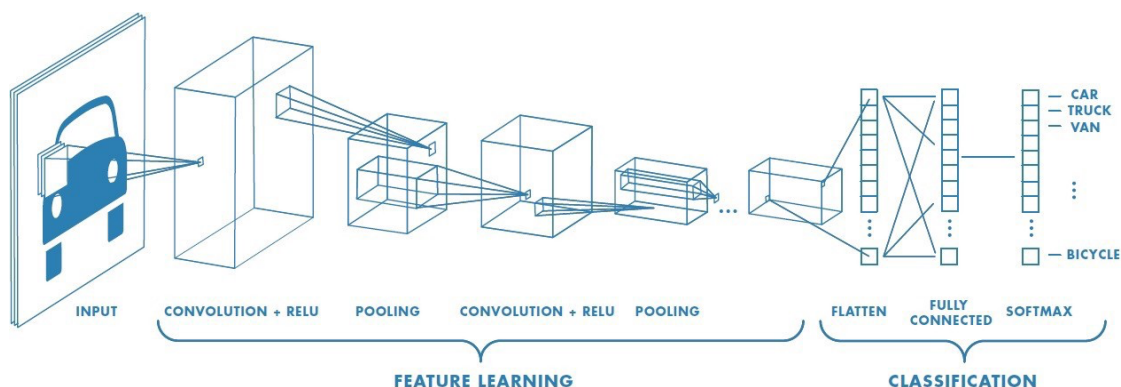 CAR
TRUCK
VAN
BICYCLE
INPUT
CONVOLUTION + RELU
POOLING
CONVOLUTION + RELU
POOLING
FLATTEN
FULLY
CONNECTED
SOFTMAX
FEATURE LEARNING
CLASSIFICATION